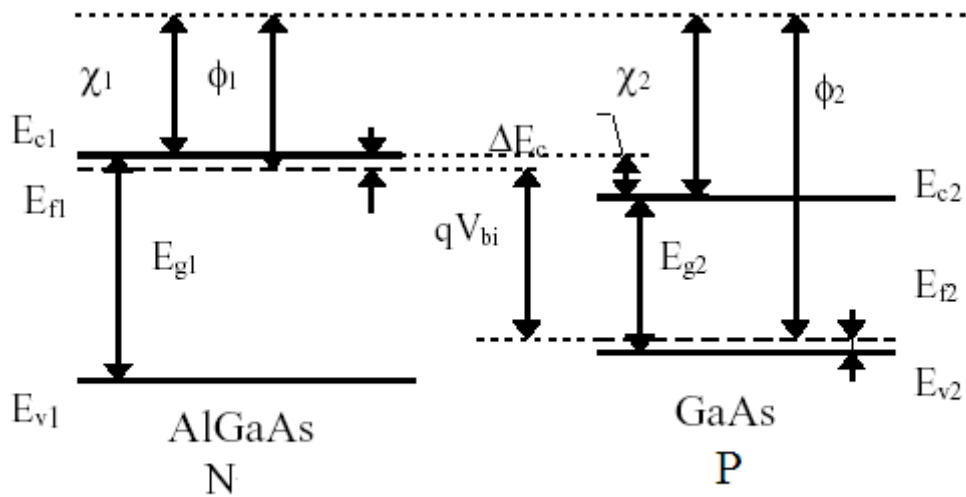 χ1
ϕ1
χ2
ϕ2
Ec1
ΔEc
Ec2
Ef1
qVbi
Eg1
Eg2
Ef2
Ev1
Ev2
AlGaAs
GaAs
N
P